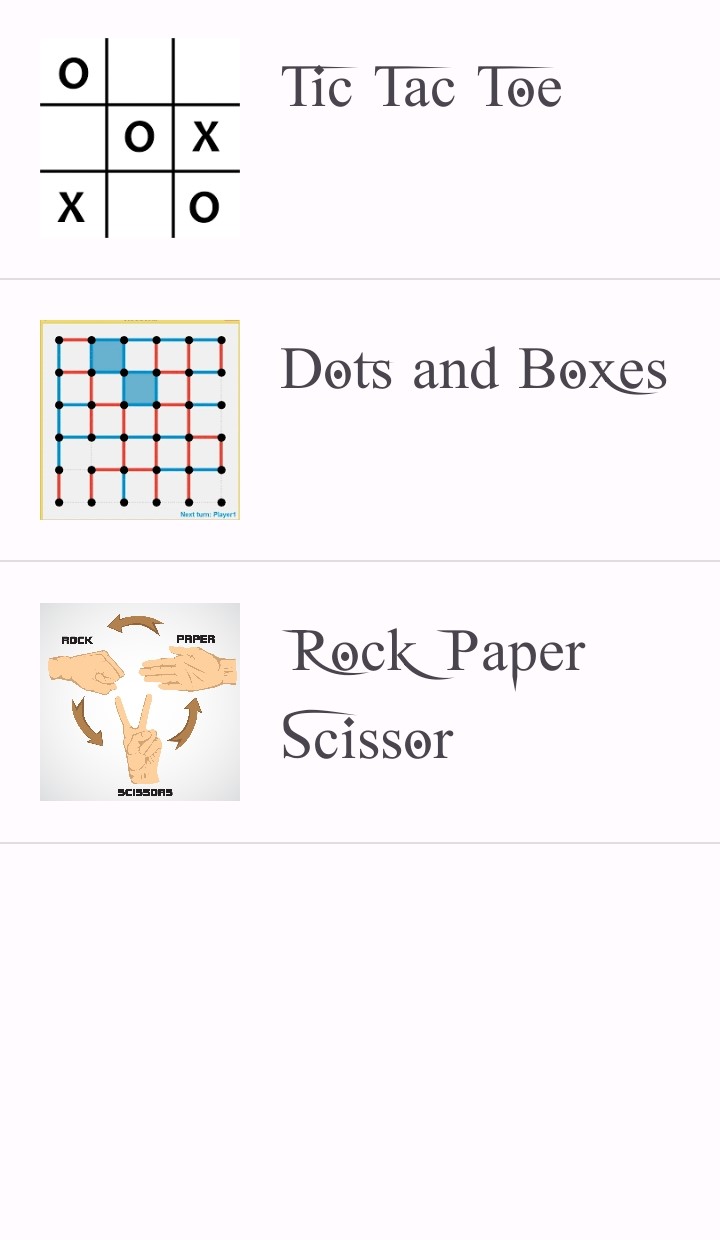 O
Tic Tac Toe
O X
X O
Dots and Boxes
Next turn: Player1
ROCK PAPER
Rock Paper
Scissor
SCISSORS